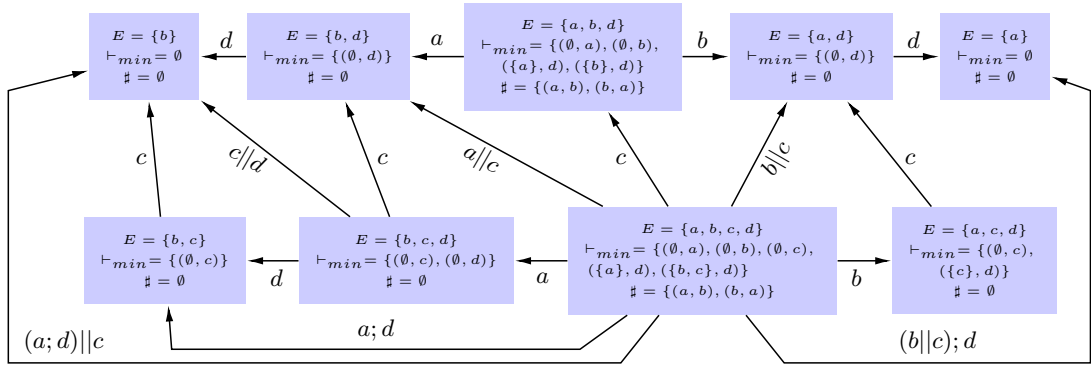 E = {b}
⊢min= ∅
♯ = ∅
d
E = {b, d}
⊢min= {(∅, d)}
♯ = ∅
a
E = {a, b, d}
⊢min= {(∅, a), (∅, b),
({a}, d), ({b}, d)}
♯ = {(a, b), (b, a)}
b
E = {a, d}
⊢min= {(∅, d)}
♯ = ∅
d
E = {a}
⊢min= ∅
♯ = ∅
c
c||d
c
a||c
c
b||c
c
E = {b, c}
⊢min= {(∅, c)}
♯ = ∅
d
E = {b, c, d}
⊢min= {(∅, c), (∅, d)}
♯ = ∅
a
E = {a, b, c, d}
⊢min= {(∅, a), (∅, b), (∅, c),
({a}, d), ({b, c}, d)}
♯ = {(a, b), (b, a)}
b
E = {a, c, d}
⊢min= {(∅, c),
({c}, d)}
♯ = ∅
(a; d)||c
a; d
(b||c); d